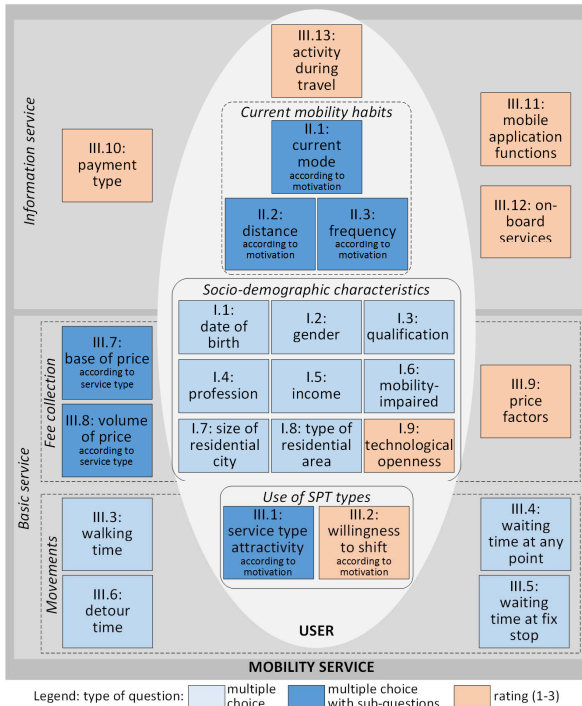 III.13:
activity
during
travel
Information service
III.10:
payment
type
Current mobility habits
II.1:
current
mode
according to
motivation
II.2:
distance
according to
motivation
II.3:
frequency
according to
motivation
III.11:
mobile
application
functions
III.12: on-
board
services
Socio-demographic characteristics
I.1:
date of
birth
I.2:
gender
I.3:
qualification
I.4:
profession
I.5:
income
I.6:
mobility-
impaired
I.7: size of
residential
city
I.8: type of
residential
area
I.9:
technological
openness
Basic service
Fee collection
III.7:
base of price
according to
service type
III.8: volume
of price
according to
service type
III.9:
price
factors
Movements
III.3:
walking
time
III.6:
detour
time
Use of SPT types
III.1:
service type
attractivity
according to
motivation
III.2:
willingness
to shift
according to
motivation
III.4:
waiting
time at any
point
III.5:
waiting
time at fix
stop
USER
MOBILITY SERVICE
Legend: type of question:
multiple
choice
multiple choice
with sub-questions
rating (1-3)